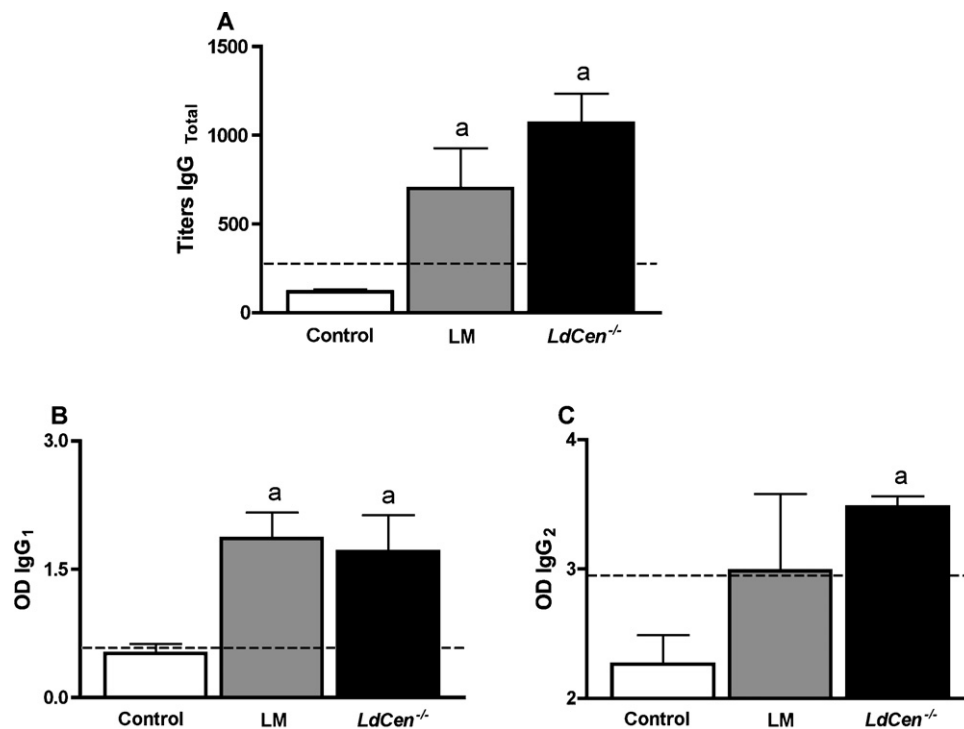 A
1500
1000
500
0
Titers IgG Total
a
a
Control
LM
LdCen-/-
B
3.0
1.5
0.0
OD IgG1
a
a
Control
LM
LdCen-/-
C
4
3
2
OD IgG2
a
Control
LM
LdCen-/-